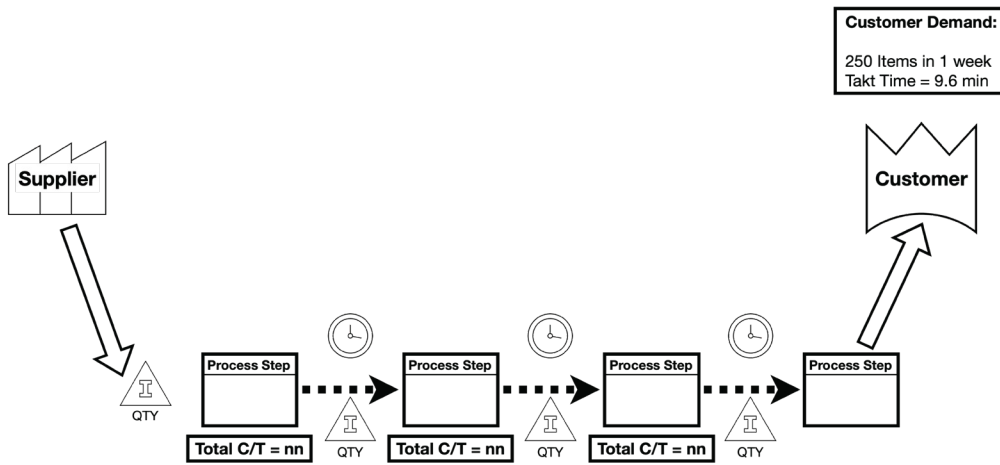 Customer Demand:
250 Items in 1 week
Takt Time = 9.6 min
Supplier
Customer
Process Step
Process Step
Process Step
Process Step
I
QTY
I
QTY
I
QTY
I
QTY
Total C/T = nn
Total C/T = nn
Total C/T = nn